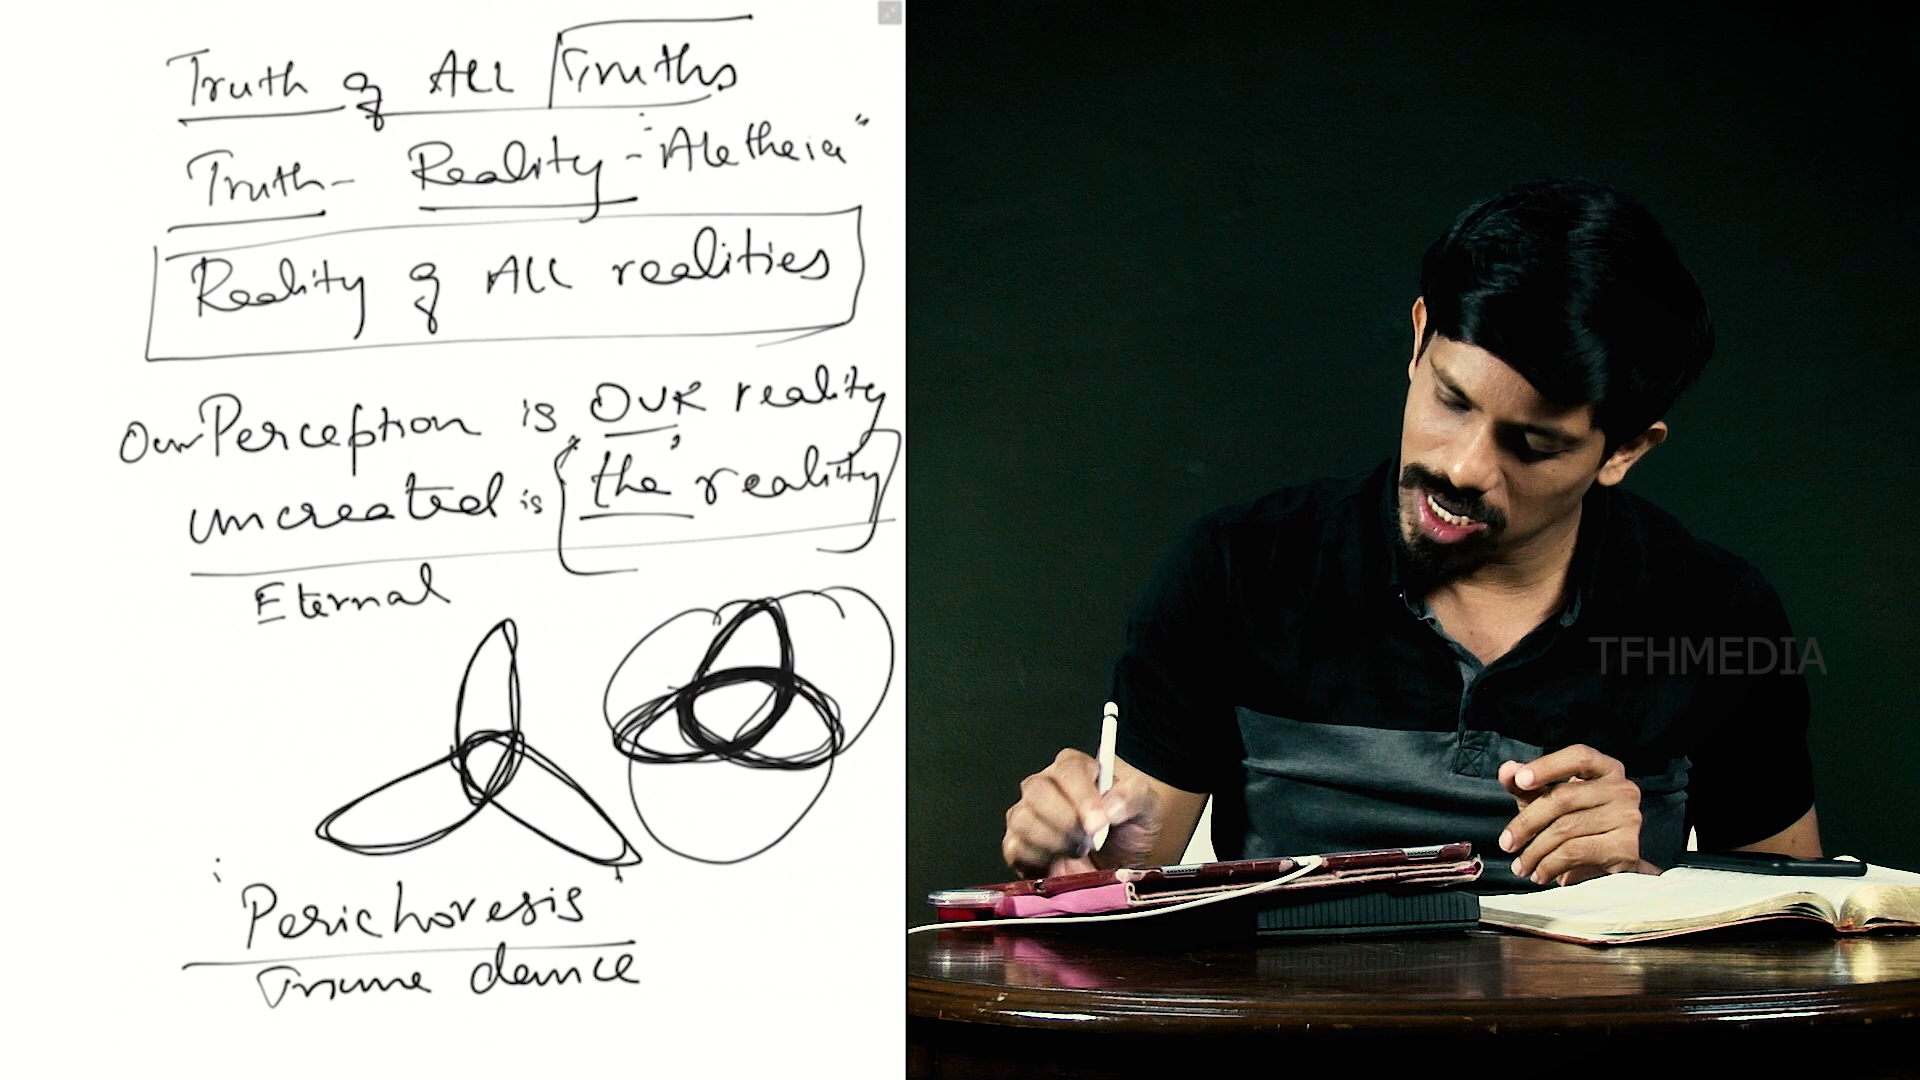 Truth of ALL Truths
Truth - Reality - "Aletheia"
Reality of ALL realities
Our Perception is OUR reality
uncreated is "the" reality
Eternal
"Perichoresis"
Triune dance
TFHMEDIA